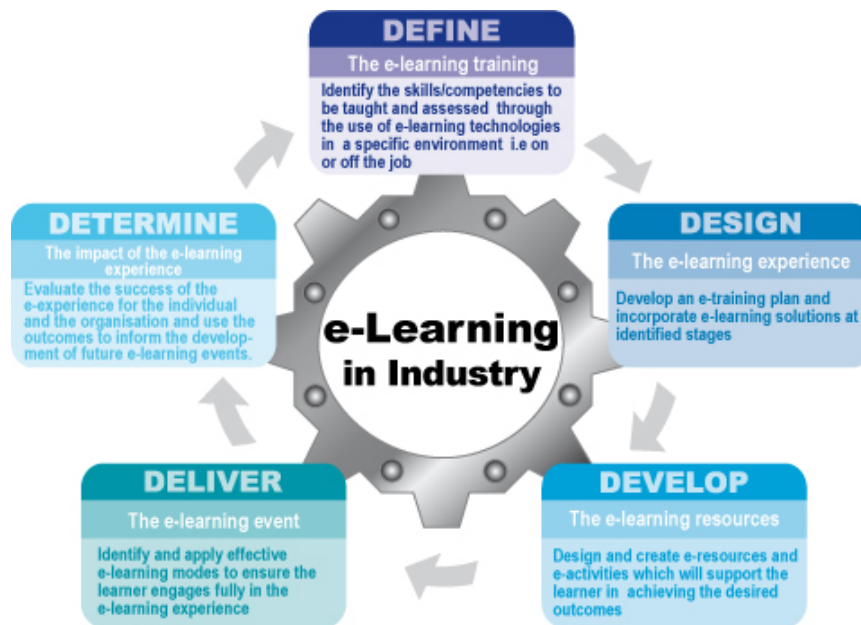 DEFINE
The e-learning training
Identify the skills/competencies to
be taught and assessed through
the use of e-learning technologies
in a specific environment i.e on
or off the job
DESIGN
The e-learning experience
Develop an e-training plan and
incorporate e-learning solutions at
identified stages
DEVELOP
The e-learning resources
Design and create e-resources and
e-activities which will support the
learner in achieving the desired
outcomes
DELIVER
The e-learning event
Identify and apply effective
e-learning modes to ensure the
learner engages fully in the
e-learning experience
DETERMINE
The impact of the e-learning
experience
Evaluate the success of the
e-experience for the individual
and the organisation and use the
outcomes to inform the develop-
ment of future e-learning events.
e-Learning
in Industry